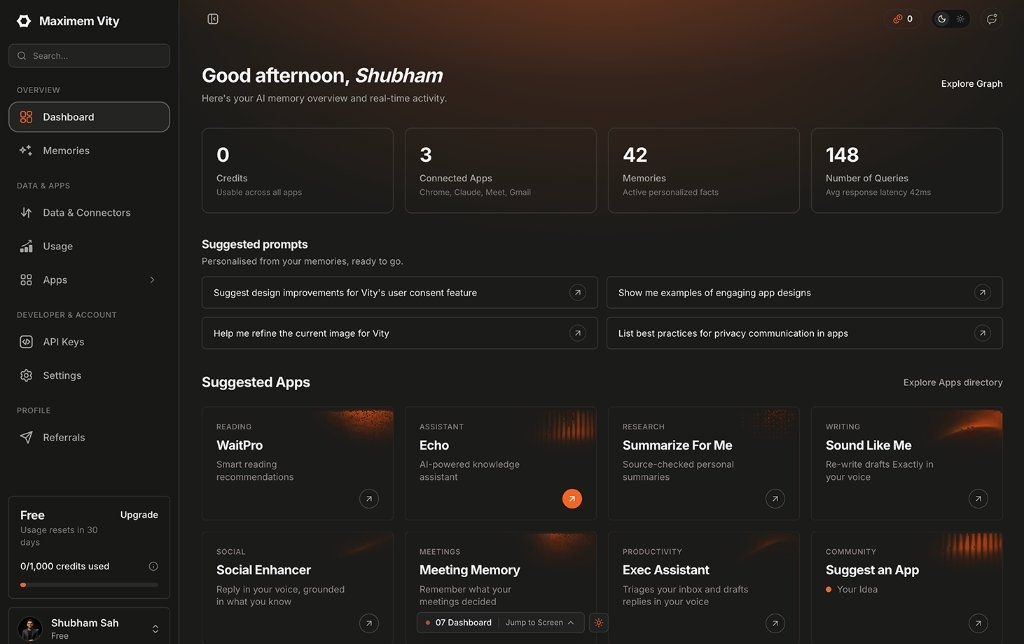 Maximem Vity
Search...
OVERVIEW
Dashboard
Memories
DATA & APPS
Data & Connectors
Usage
Apps
DEVELOPER & ACCOUNT
API Keys
Settings
PROFILE
Referrals
Free
Upgrade
Usage resets in 30
days
0/1,000 credits used
Shubham Sah
Free
0
Good afternoon, Shubham
Here's your AI memory overview and real-time activity.
Explore Graph
0
Credits
Usable across all apps
3
Connected Apps
Chrome, Claude, Meet, Gmail
42
Memories
Active personalized facts
148
Number of Queries
Avg response latency 42ms
Suggested prompts
Personalised from your memories, ready to go.
Suggest design improvements for Vity's user consent feature
Show me examples of engaging app designs
Help me refine the current image for Vity
List best practices for privacy communication in apps
Suggested Apps
Explore Apps directory
READING
WaitPro
Smart reading
recommendations
ASSISTANT
Echo
AI-powered knowledge
assistant
RESEARCH
Summarize For Me
Source-checked personal
summaries
WRITING
Sound Like Me
Re-write drafts Exactly in
your voice
SOCIAL
Social Enhancer
Reply in your voice, grounded
in what you know
MEETINGS
Meeting Memory
Remember what your
meetings decided
PRODUCTIVITY
Exec Assistant
Triages your inbox and drafts
replies in your voice
COMMUNITY
Suggest an App
Your Idea
07 Dashboard
Jump to Screen